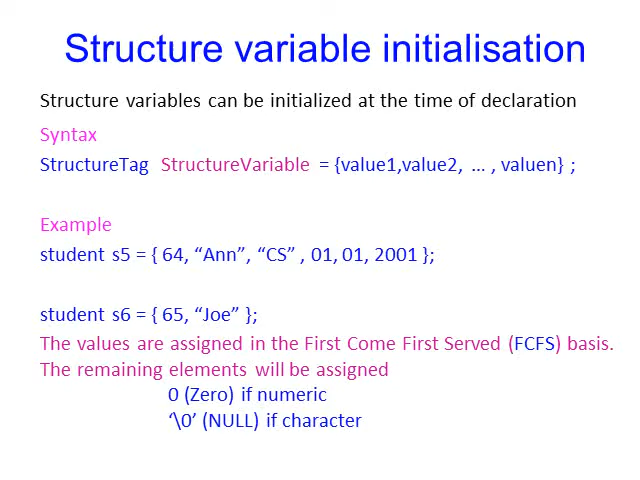 Structure variable initialisation
Structure variables can be initialized at the time of declaration
Syntax
StructureTag StructureVariable = {value1,value2, ... , valuen} ;
Example
student s5 = { 64, “Ann”, “CS” , 01, 01, 2001 };
student s6 = { 65, “Joe” };
The values are assigned in the First Come First Served (FCFS) basis.
The remaining elements will be assigned
0 (Zero) if numeric
‘\0’ (NULL) if character